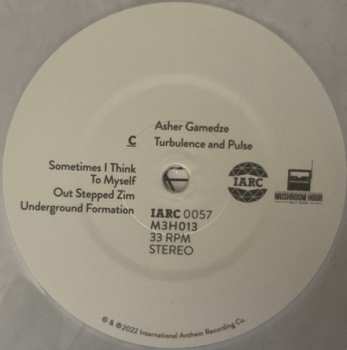 Asher Gamedze
C Turbulence and Pulse
Sometimes I Think
To Myself
Out Stepped Zim
Underground Formation
IARC
MUSHROOM HOUR
IARC 0057
M3H013
33 RPM
STEREO
℗ & ©2022 International Anthem Recording Co.